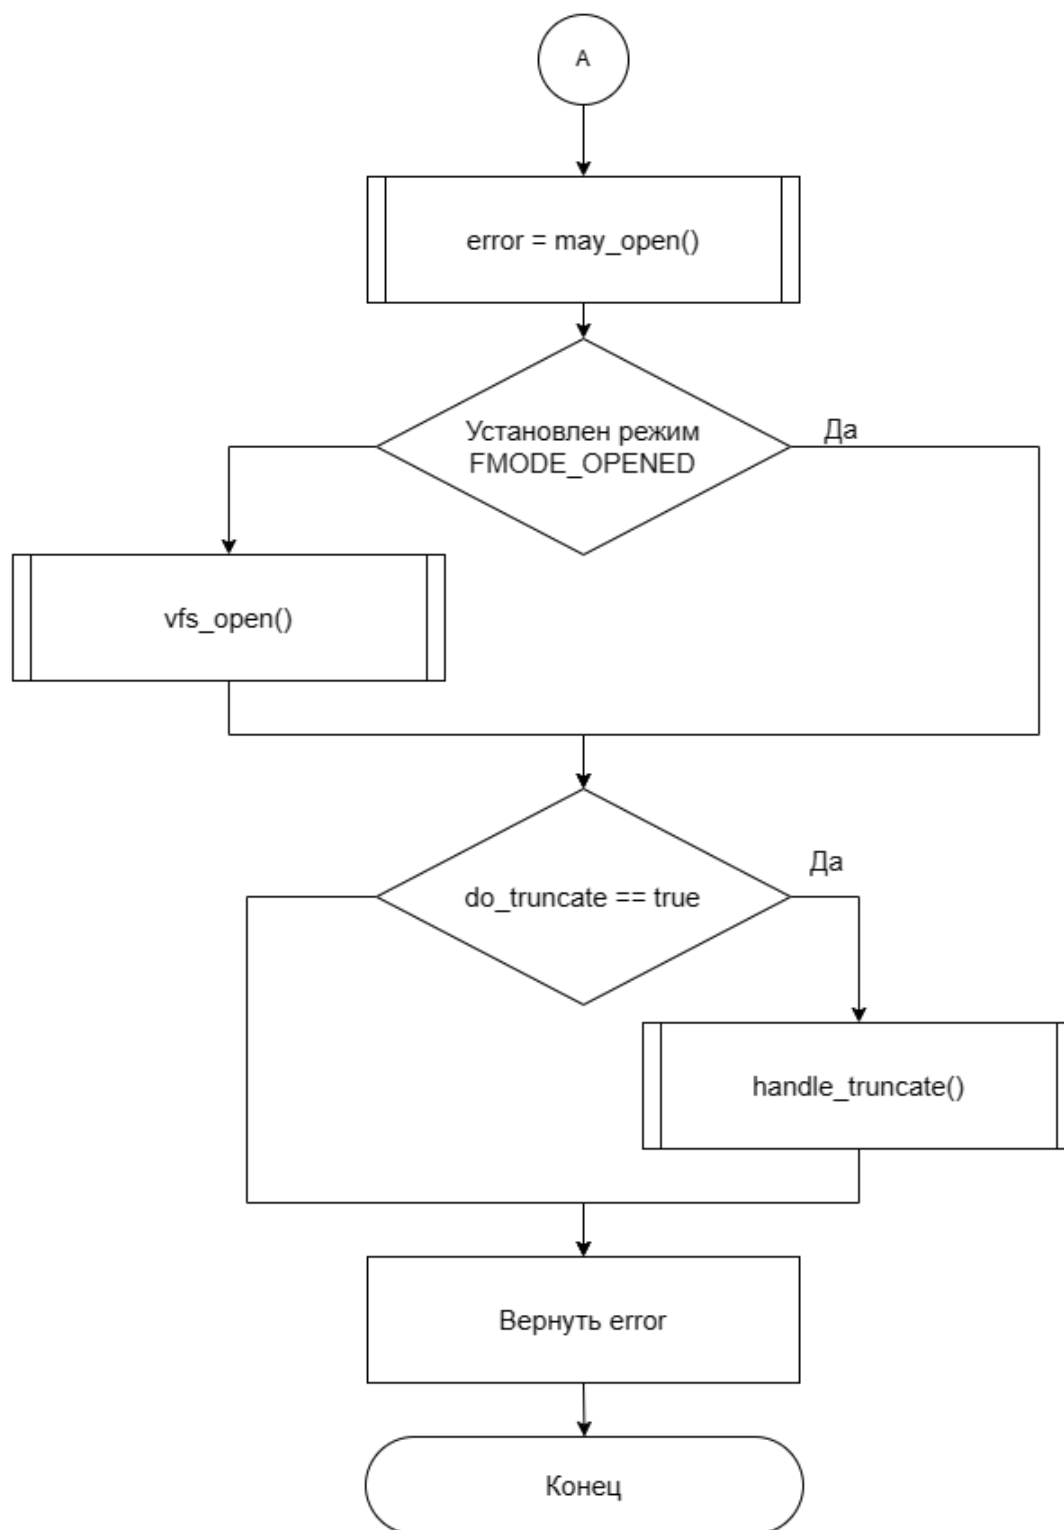 A
error = may_open()
Установлен режим
FMODE_OPENED
Да
vfs_open()
do_truncate == true
Да
handle_truncate()
Вернуть error
Конец